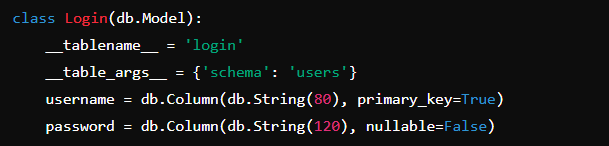 class Login(db.Model):
    __tablename__ = 'login'
    __table_args__ = {'schema': 'users'}
    username = db.Column(db.String(80), primary_key=True)
    password = db.Column(db.String(120), nullable=False)